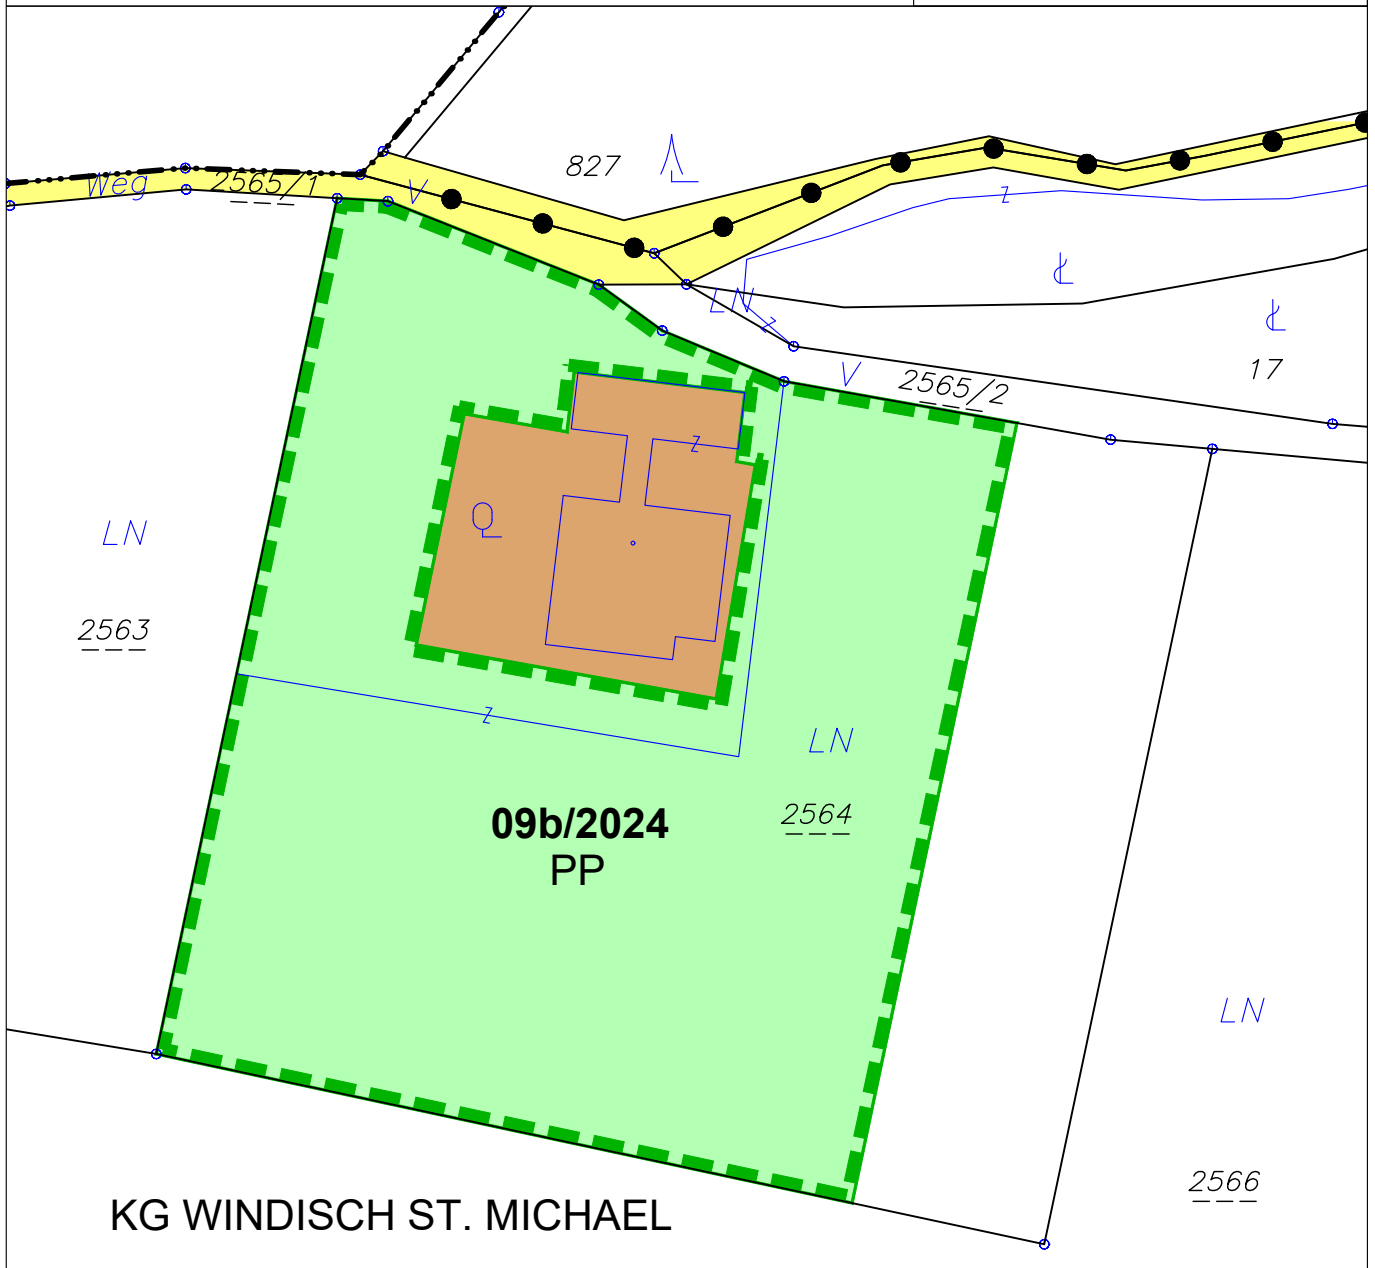 827
Weg
2565/1
V
Z
LN
Z
17
V
2565/2
Z
LN
2563
Z
LN
09b/2024
2564
PP
LN
2566
KG WINDISCH ST. MICHAEL